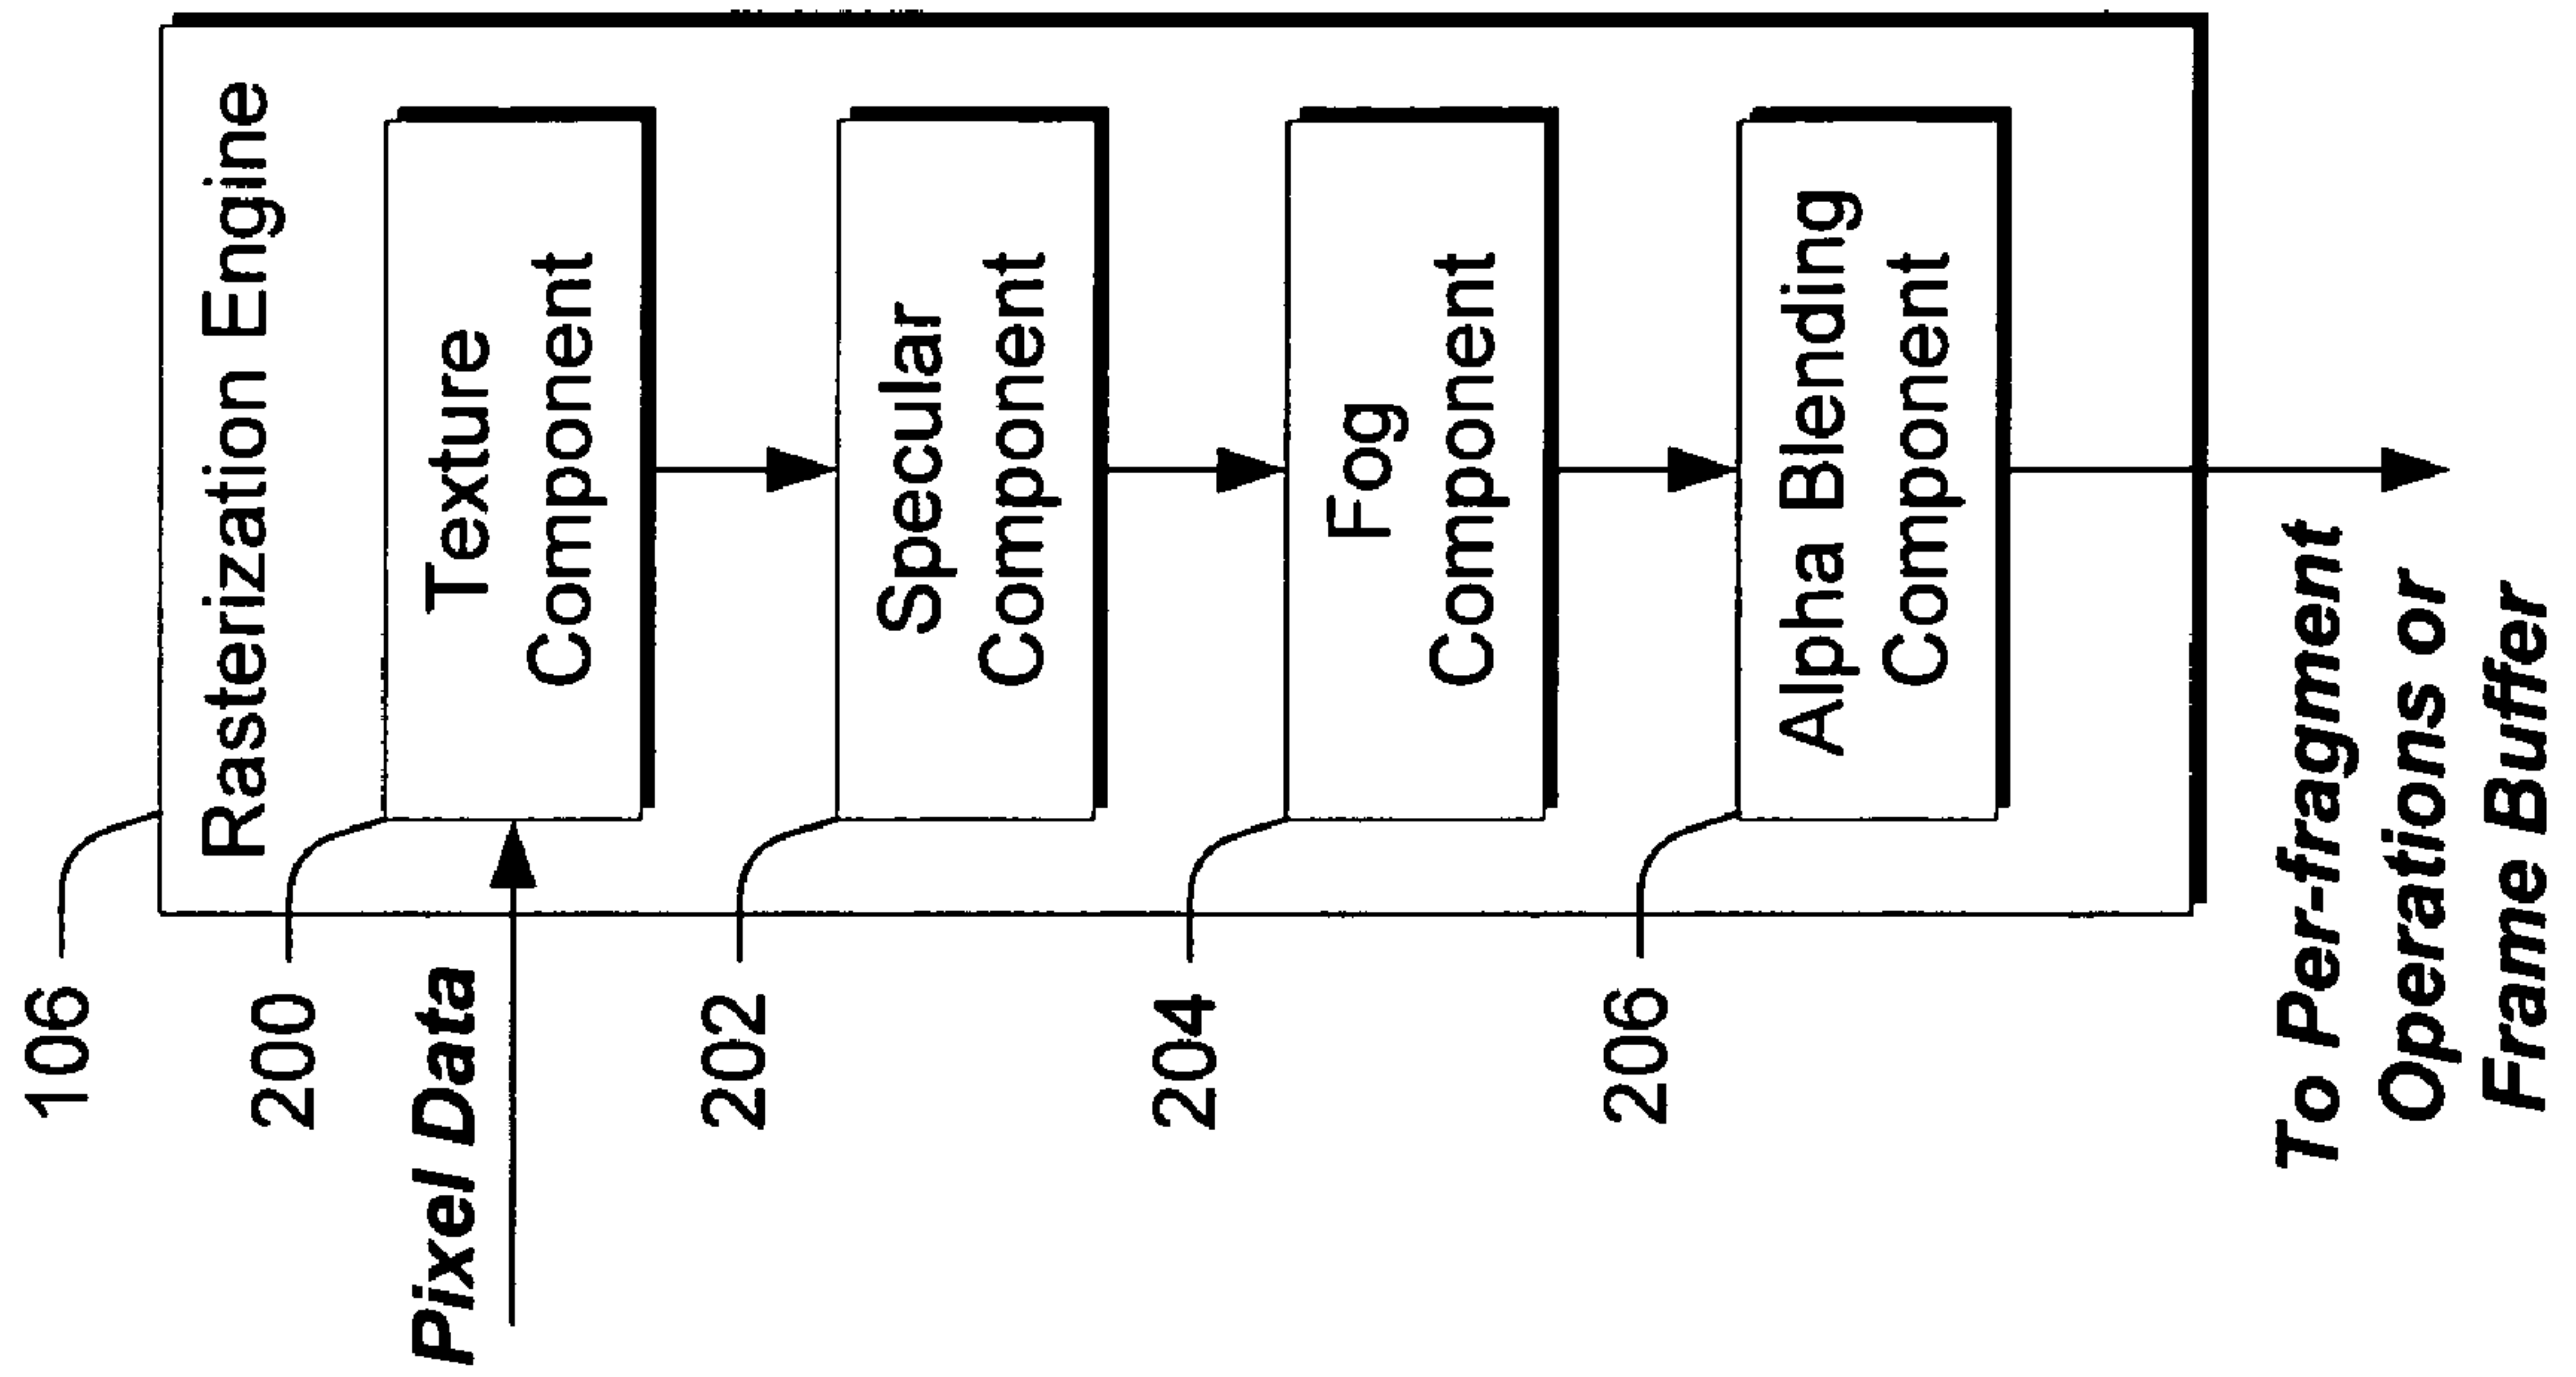 106
Rasterization Engine
200
Texture
Component
Pixel Data
202
Specular
Component
204
Fog
Component
206
Alpha Blending
Component
To Per-fragment
Operations or
Frame Buffer